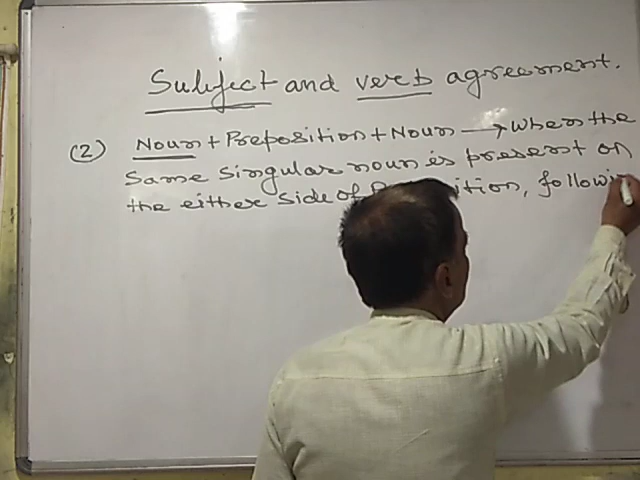 Subject and verb agreement.
(2) Noun + Preposition + Noun → When the
same singular noun is present on
the either side of ition, followi